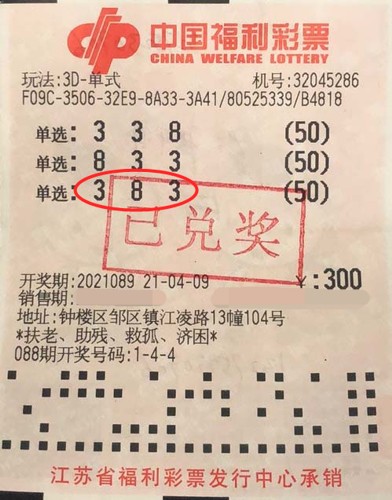 中国福利彩票
CHINA WELFARE LOTTERY
玩法:3D-单式 机号:32045286
F09C-3506-32E9-8A33-3A41/80525339/B4818
单选: 3 3 8 (50)
单选: 8 3 3 (50)
单选: 3 8 3 (50)
已兑奖
开奖期:2021089 21-04-09 ¥:300
销售期:
地址:钟楼区邹区镇江凌路13幢104号
*扶老、助残、救孤、济困*
088期开奖号码:1-4-4
江苏省福利彩票发行中心承销